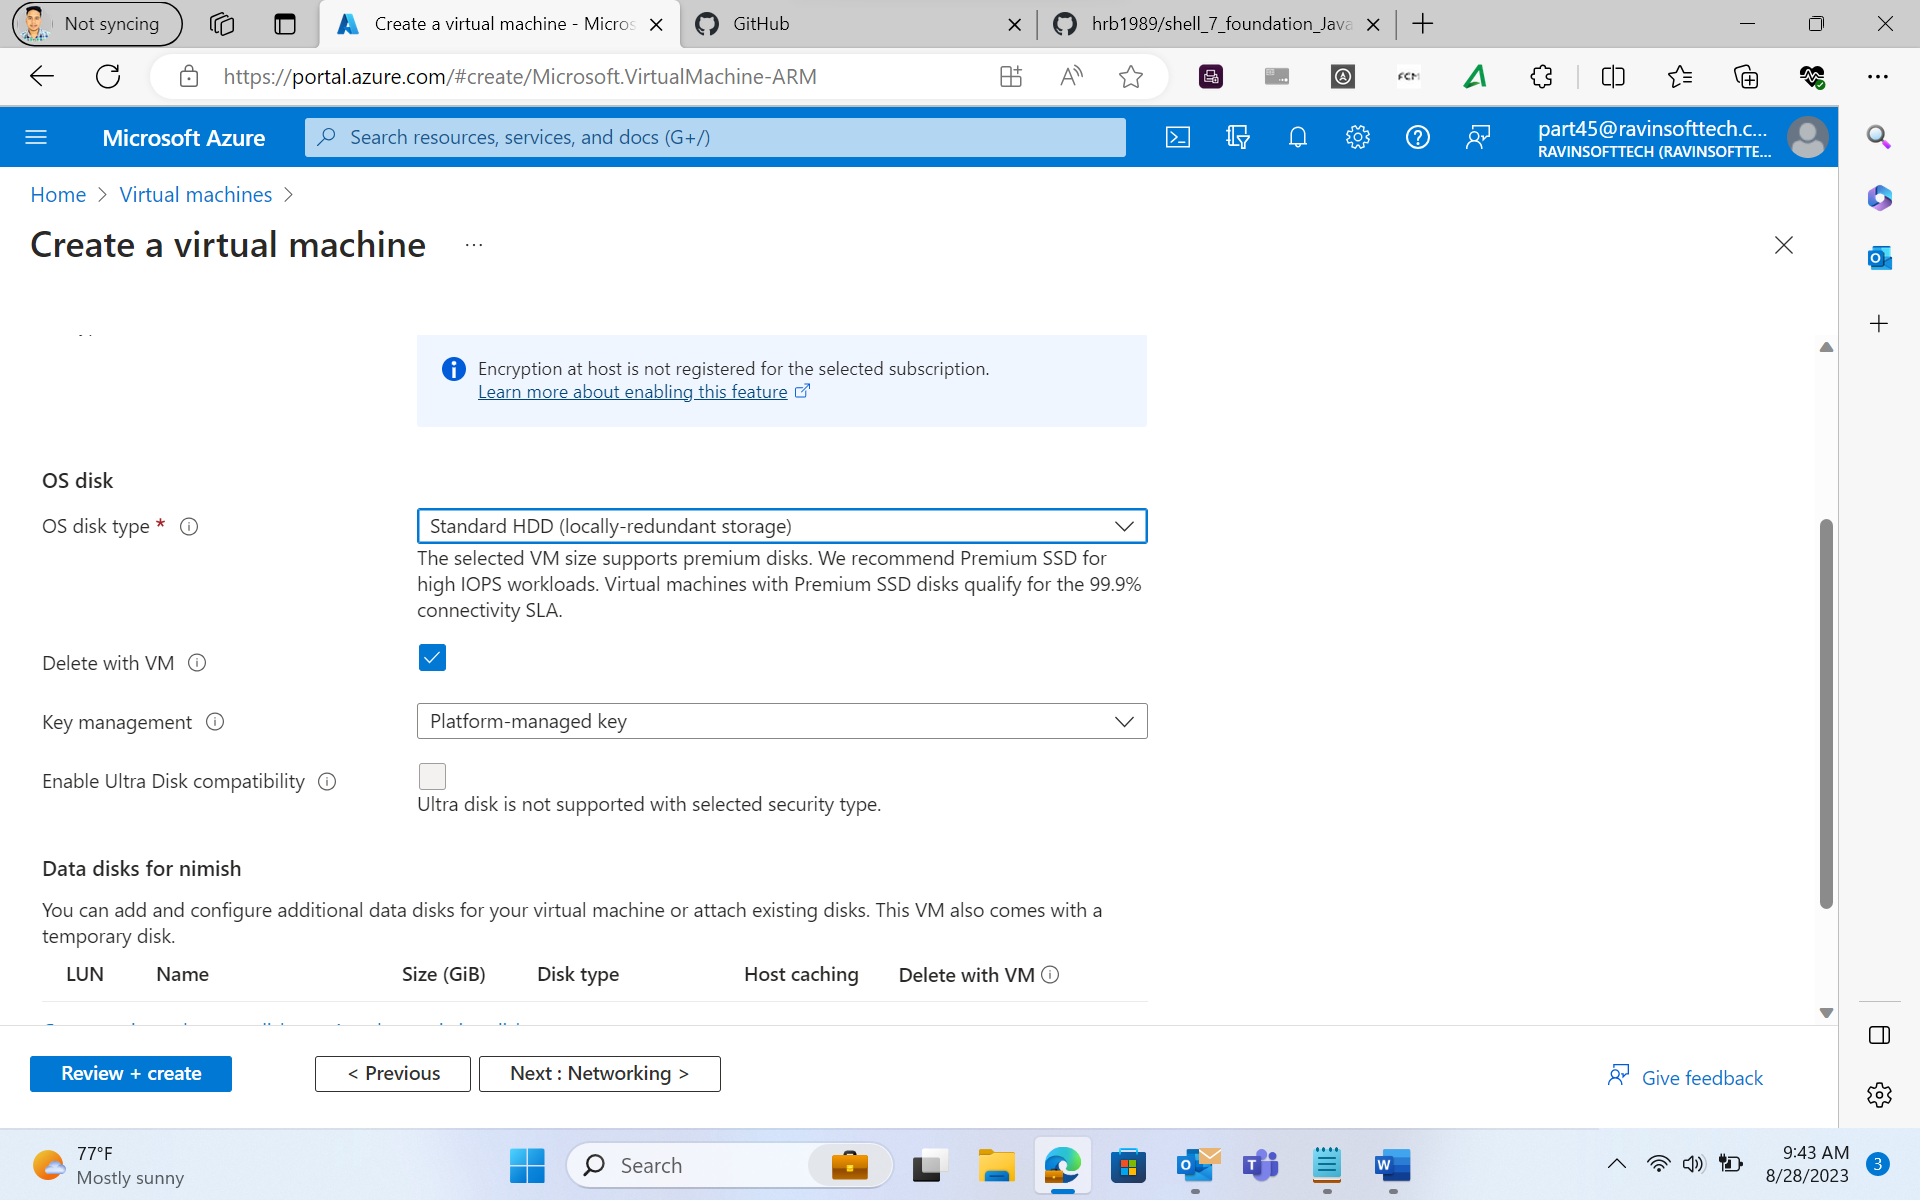 Not syncing
Create a virtual machine - Micros
GitHub
hrb1989/shell_7_foundation_Java
https://portal.azure.com/#create/Microsoft.VirtualMachine-ARM
FCM
Microsoft Azure
Search resources, services, and docs (G+/)
part45@ravinsofttech.c...
RAVINSOFTTECH (RAVINSOFTTE...
Home > Virtual machines >
Create a virtual machine ...
Encryption at host is not registered for the selected subscription.
Learn more about enabling this feature
OS disk
OS disk type *
Standard HDD (locally-redundant storage)
The selected VM size supports premium disks. We recommend Premium SSD for
high IOPS workloads. Virtual machines with Premium SSD disks qualify for the 99.9%
connectivity SLA.
Delete with VM
Key management
Platform-managed key
Enable Ultra Disk compatibility
Ultra disk is not supported with selected security type.
Data disks for nimish
You can add and configure additional data disks for your virtual machine or attach existing disks. This VM also comes with a
temporary disk.
LUN Name Size (GiB) Disk type Host caching Delete with VM
Review + create
< Previous
Next : Networking >
Give feedback
77°F
Mostly sunny
Search
9:43 AM
8/28/2023
3